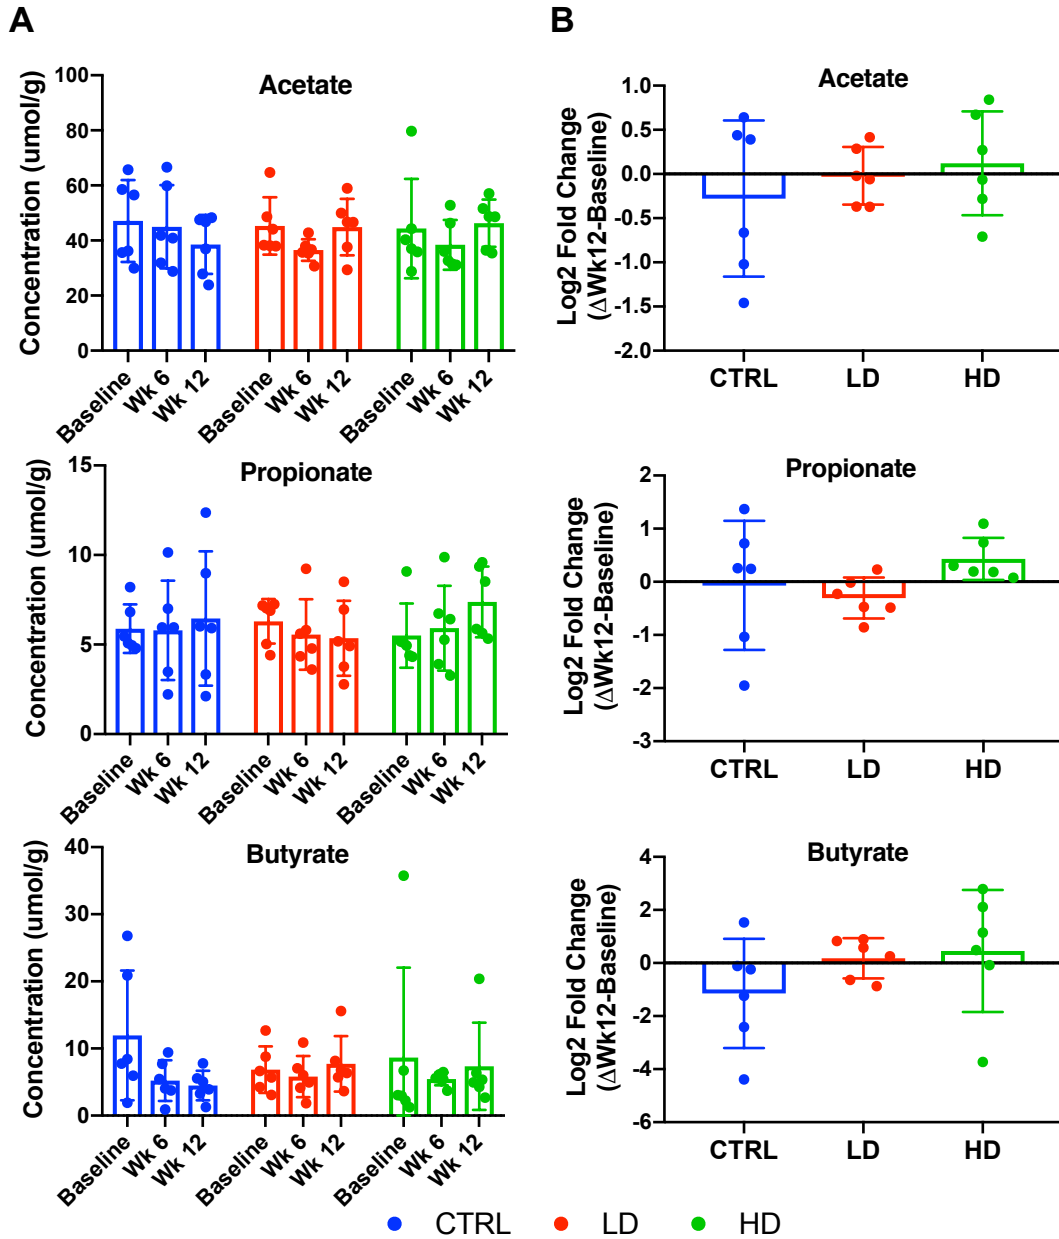 A
B
Acetate
Concentration (umol/g)
100
80
60
40
20
0
Baseline
Wk 6
Wk 12
Baseline
Wk 6
Wk 12
Baseline
Wk 6
Wk 12
Acetate
Log2 Fold Change
(ΔWk12-Baseline)
1.0
0.5
0.0
-0.5
-1.0
-1.5
-2.0
CTRL
LD
HD
Propionate
Concentration (umol/g)
15
10
5
0
Baseline
Wk 6
Wk 12
Baseline
Wk 6
Wk 12
Baseline
Wk 6
Wk 12
Propionate
Log2 Fold Change
(ΔWk12-Baseline)
2
1
0
-1
-2
-3
CTRL
LD
HD
Butyrate
Concentration (umol/g)
40
30
20
10
0
Baseline
Wk 6
Wk 12
Baseline
Wk 6
Wk 12
Baseline
Wk 6
Wk 12
Butyrate
Log2 Fold Change
(ΔWk12-Baseline)
4
2
0
-2
-4
-6
CTRL
LD
HD
CTRL LD HD